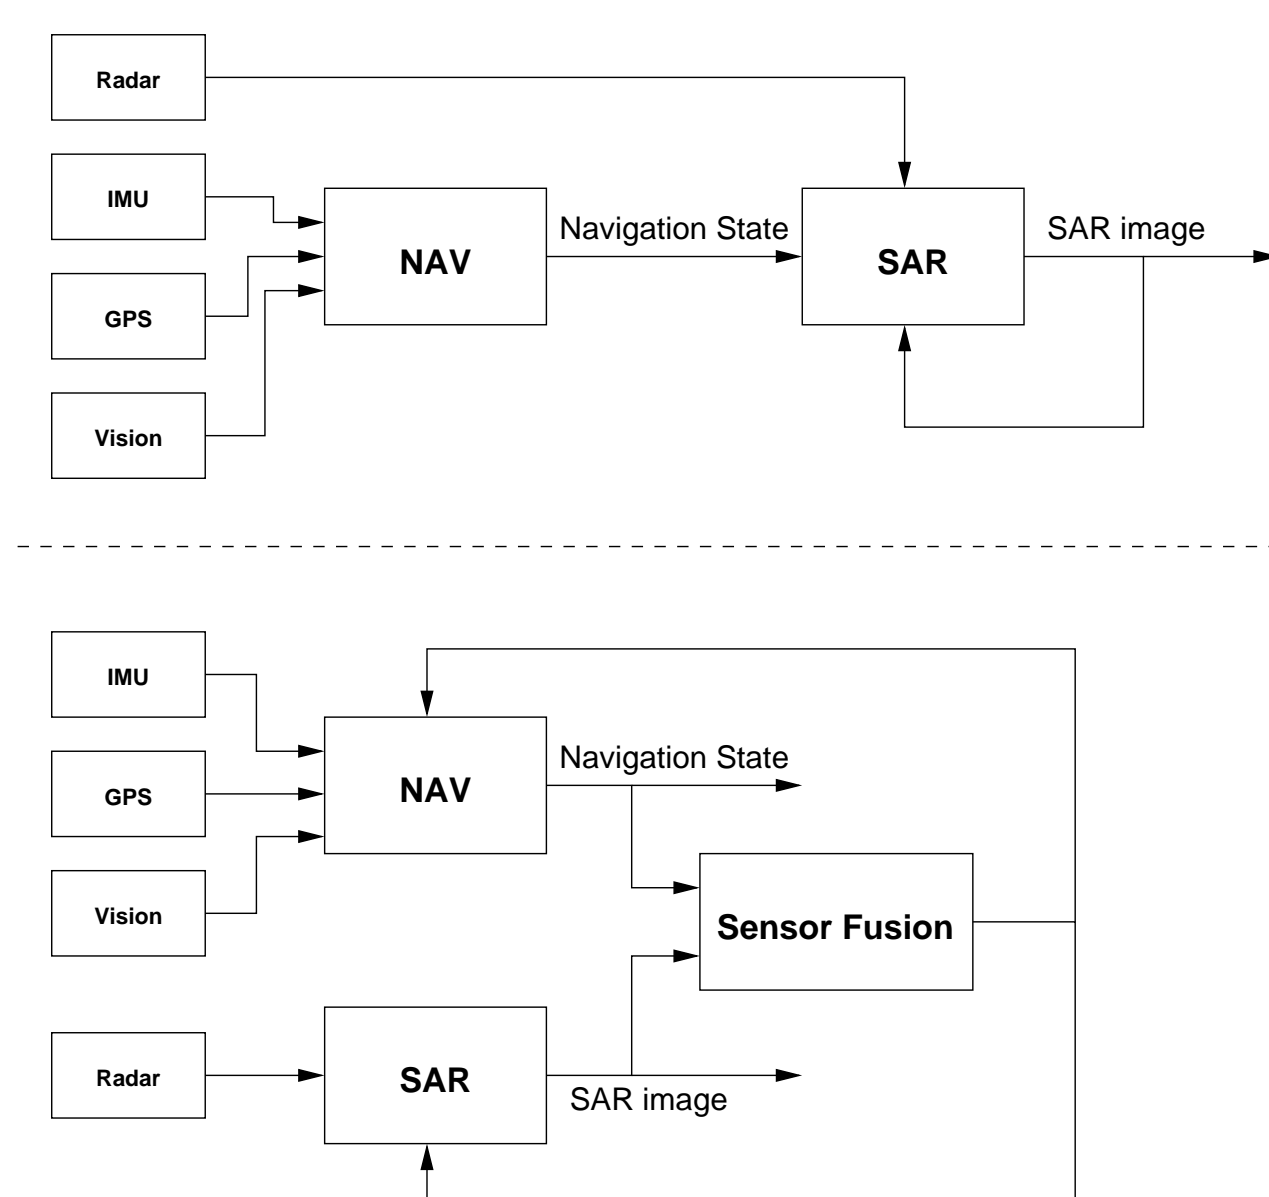 Radar
IMU
NAV
Navigation State
SAR
SAR image
GPS
Vision
IMU
GPS
NAV
Navigation State
Vision
Sensor Fusion
Radar
SAR
SAR image